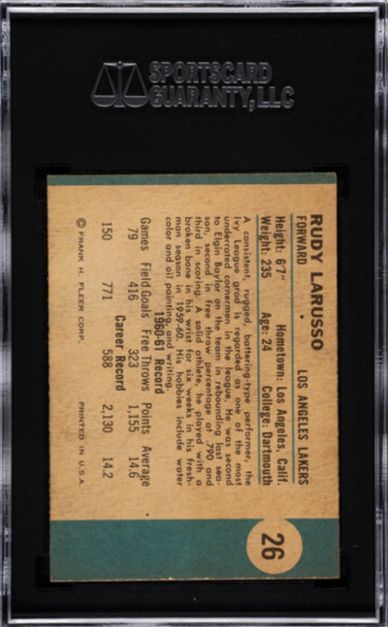 SPORTSCARD
GUARANTY, LLC
26
RUDY LARUSSO LOS ANGELES LAKERS
FORWARD
Height: 6'7" Hometown: Los Angeles, Calif.
Weight: 235 Age: 24 College: Dartmouth
A consistent, rugged, battering-type performer, the
Ivy League grad is regarded as one of the most
underrated cornermen in the league. He was second
to Elgin Baylor on the team in rebounding last sea-
son, second in free throw percentage of .790 and
third in scoring. A solid athlete, he played with a
broken bone in his wrist for six weeks in his fresh-
man season in 1959-60. His hobbies include water
color and oil painting and writing.
1960-61 Record
Games Field Goals Free Throws Points Average
79 416 323 1,155 14.6
Career Record
150 771 588 2,130 14.2
© FRANK H. FLEER CORP. PRINTED IN U.S.A.